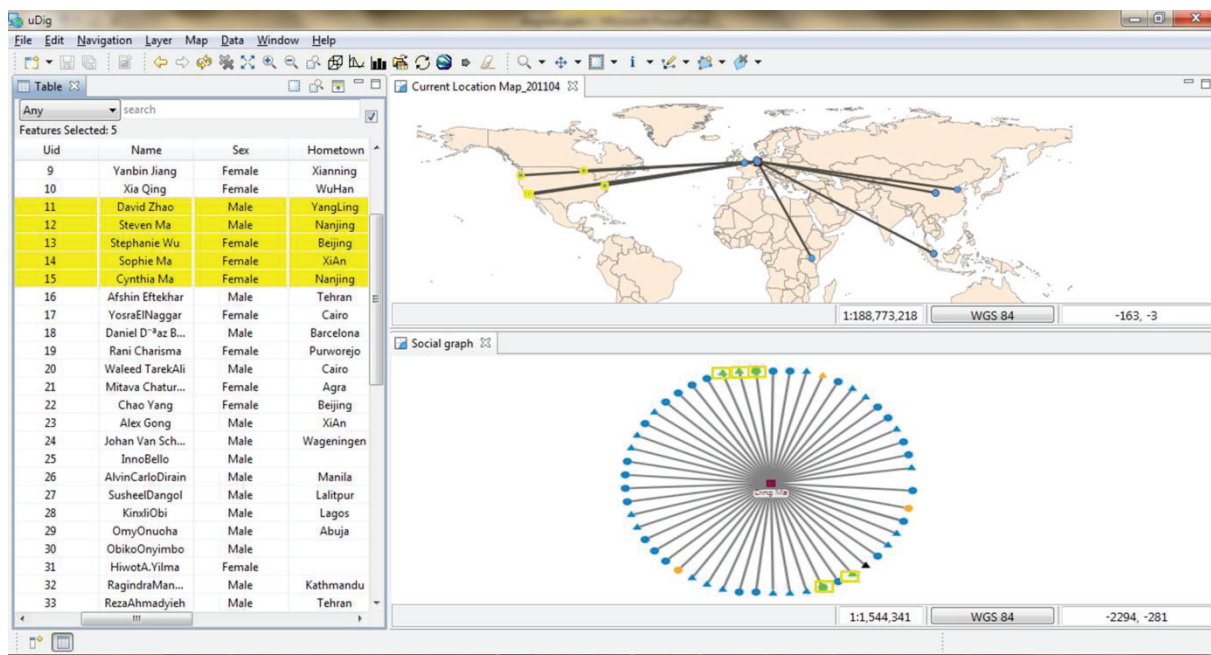 uDig
File Edit Navigation Layer Map Data Window Help
Table
Any search
Features Selected: 5
Uid Name Sex Hometown
9 Yanbin Jiang Female Xianning
10 Xia Qing Female WuHan
11 David Zhao Male YangLing
12 Steven Ma Male Nanjing
13 Stephanie Wu Female Beijing
14 Sophie Ma Female XiAn
15 Cynthia Ma Female Nanjing
16 Afshin Eftekhar Male Tehran
17 YosraElNaggar Female Cairo
18 Daniel D⁻ªaz B... Male Barcelona
19 Rani Charisma Female Purworejo
20 Waleed TarekAli Male Cairo
21 Mitava Chatur... Female Agra
22 Chao Yang Female Beijing
23 Alex Gong Male XiAn
24 Johan Van Sch... Male Wageningen
25 InnoBello Male
26 AlvinCarloDirain Male Manila
27 SusheelDangol Male Lalitpur
28 KinxliObi Male Lagos
29 OmyOnuoha Male Abuja
30 ObikoOnyimbo Male
31 HiwotA.Yilma Female
32 RagindraMan... Male Kathmandu
33 RezaAhmadyieh Male Tehran
Current Location Map_201104
1:188,773,218 WGS 84 -163, -3
Social graph
Ding Ma
1:1,544,341 WGS 84 -2294, -281